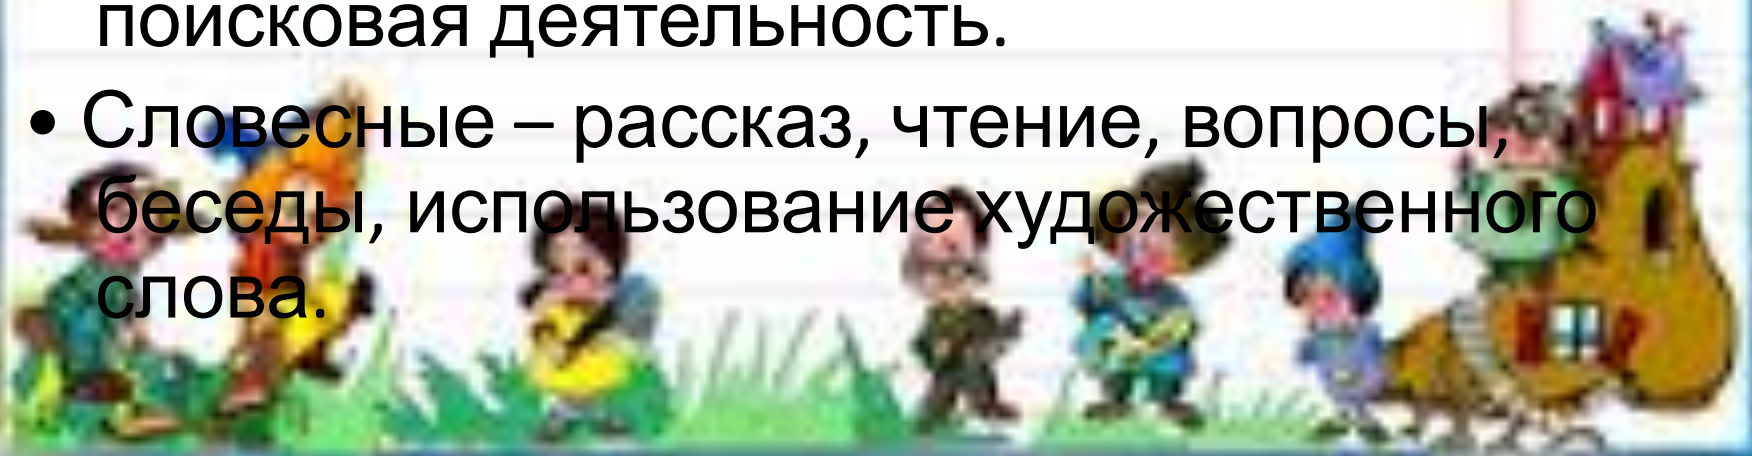 поисковая деятельность.
• Словесные – рассказ, чтение, вопросы,
беседы, использование художественного
слова.